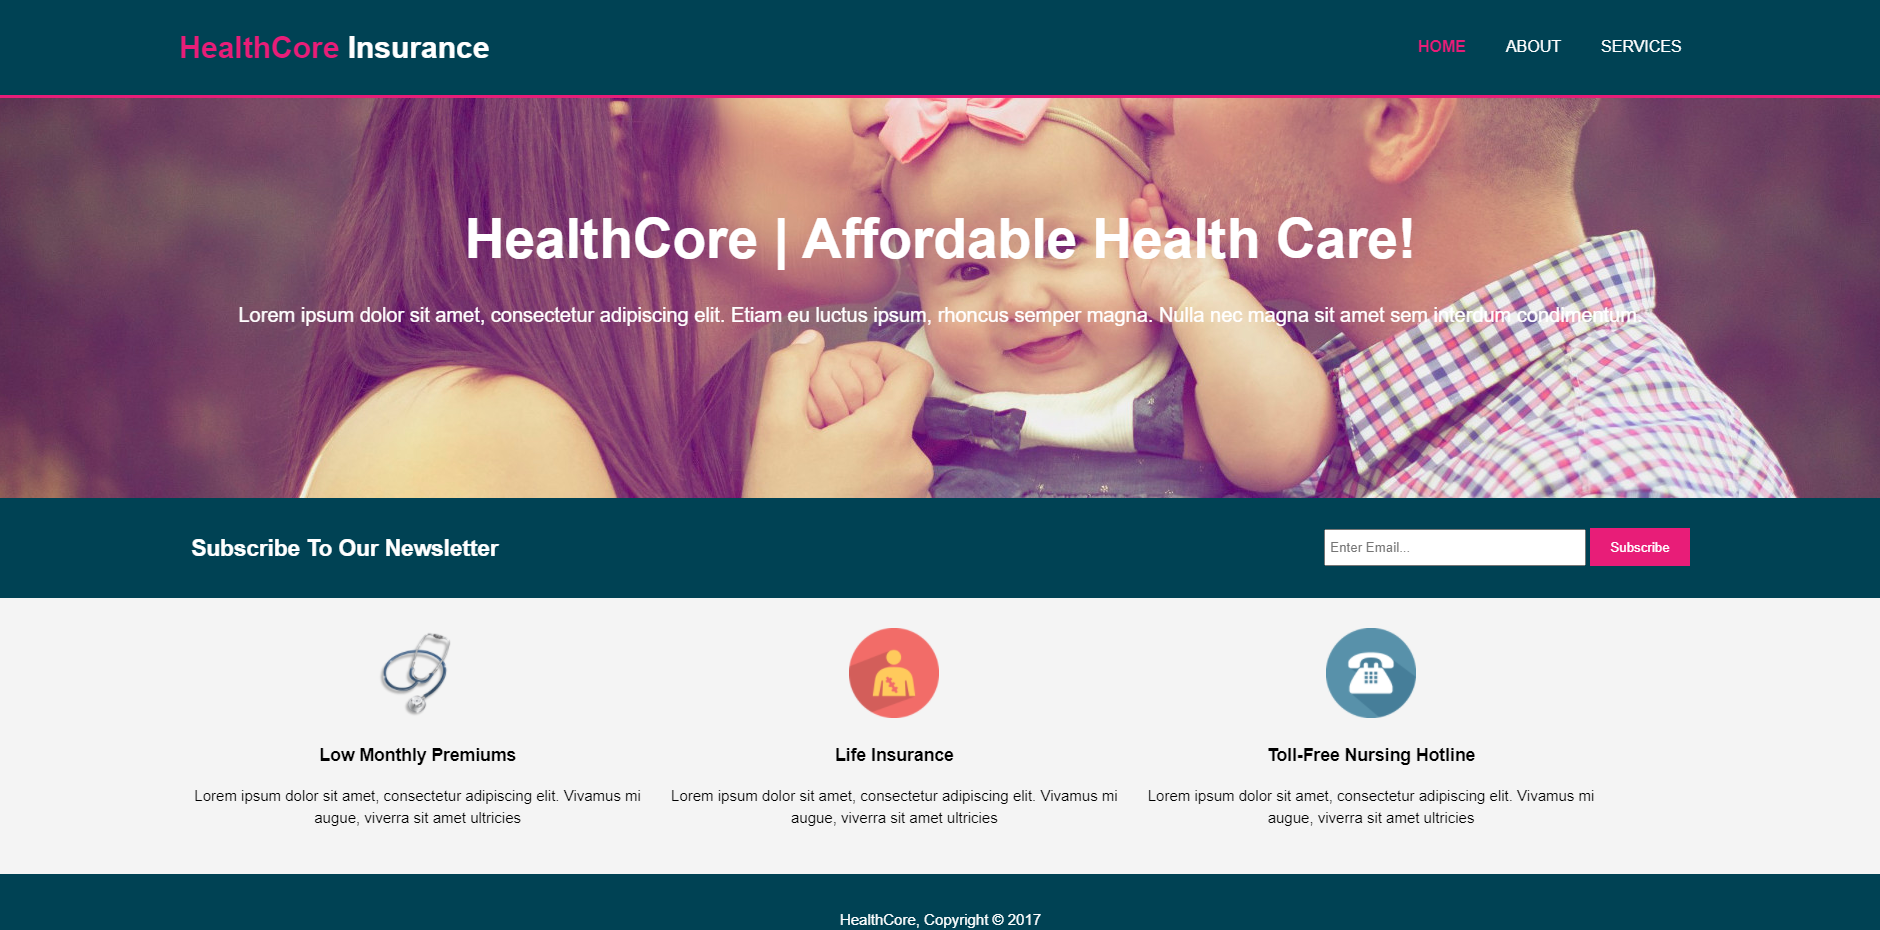 HealthCore Insurance
HOME ABOUT SERVICES
HealthCore | Affordable Health Care!
Lorem ipsum dolor sit amet, consectetur adipiscing elit. Etiam eu luctus ipsum, rhoncus semper magna. Nulla nec magna sit amet sem interdum condimentum.
Subscribe To Our Newsletter
Enter Email...
Subscribe
Low Monthly Premiums
Lorem ipsum dolor sit amet, consectetur adipiscing elit. Vivamus mi
augue, viverra sit amet ultricies
Life Insurance
Lorem ipsum dolor sit amet, consectetur adipiscing elit. Vivamus mi
augue, viverra sit amet ultricies
Toll-Free Nursing Hotline
Lorem ipsum dolor sit amet, consectetur adipiscing elit. Vivamus mi
augue, viverra sit amet ultricies
HealthCore, Copyright © 2017